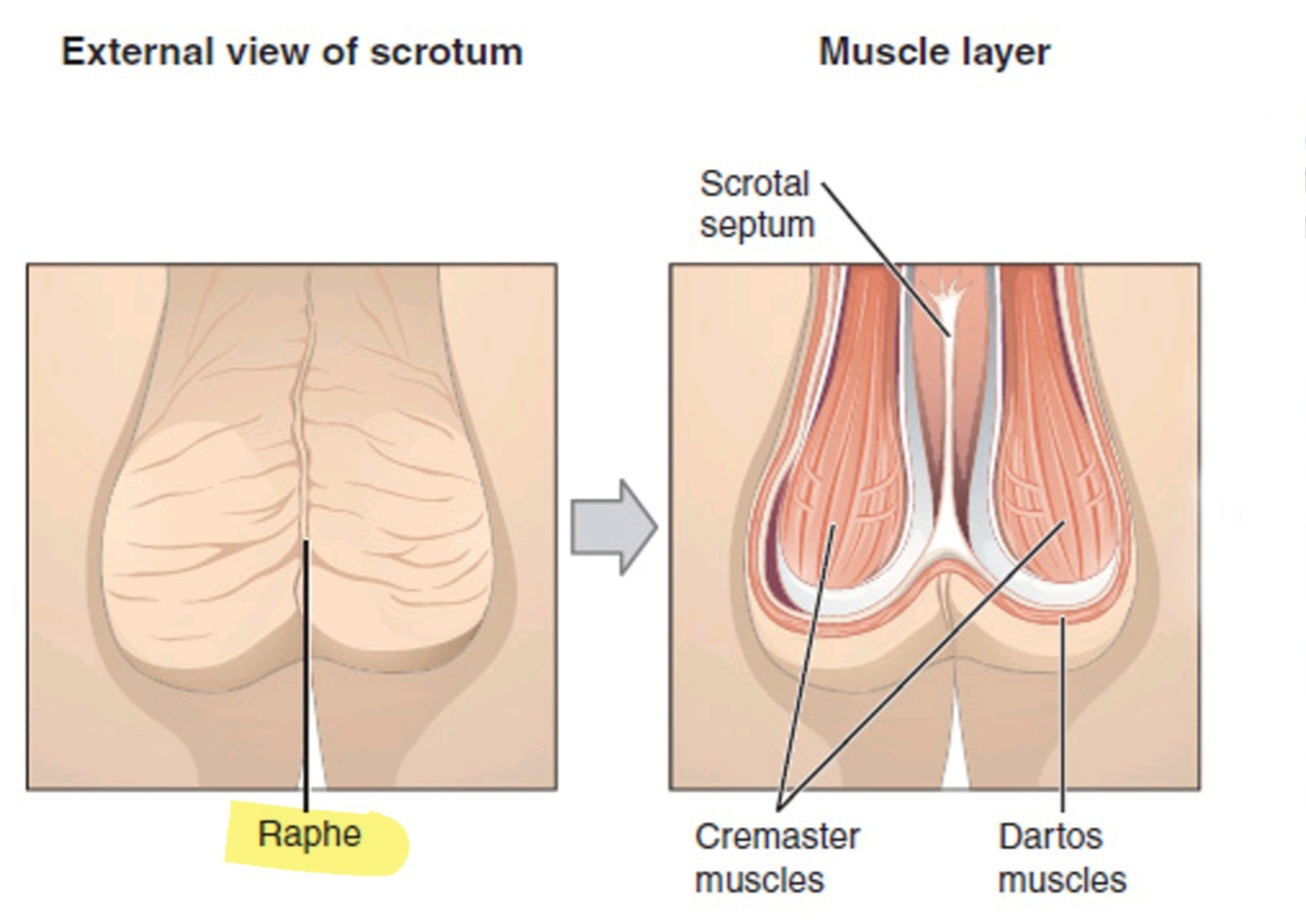 External view of scrotum
Muscle layer
Scrotal
septum
Raphe
Cremaster
muscles
Dartos
muscles